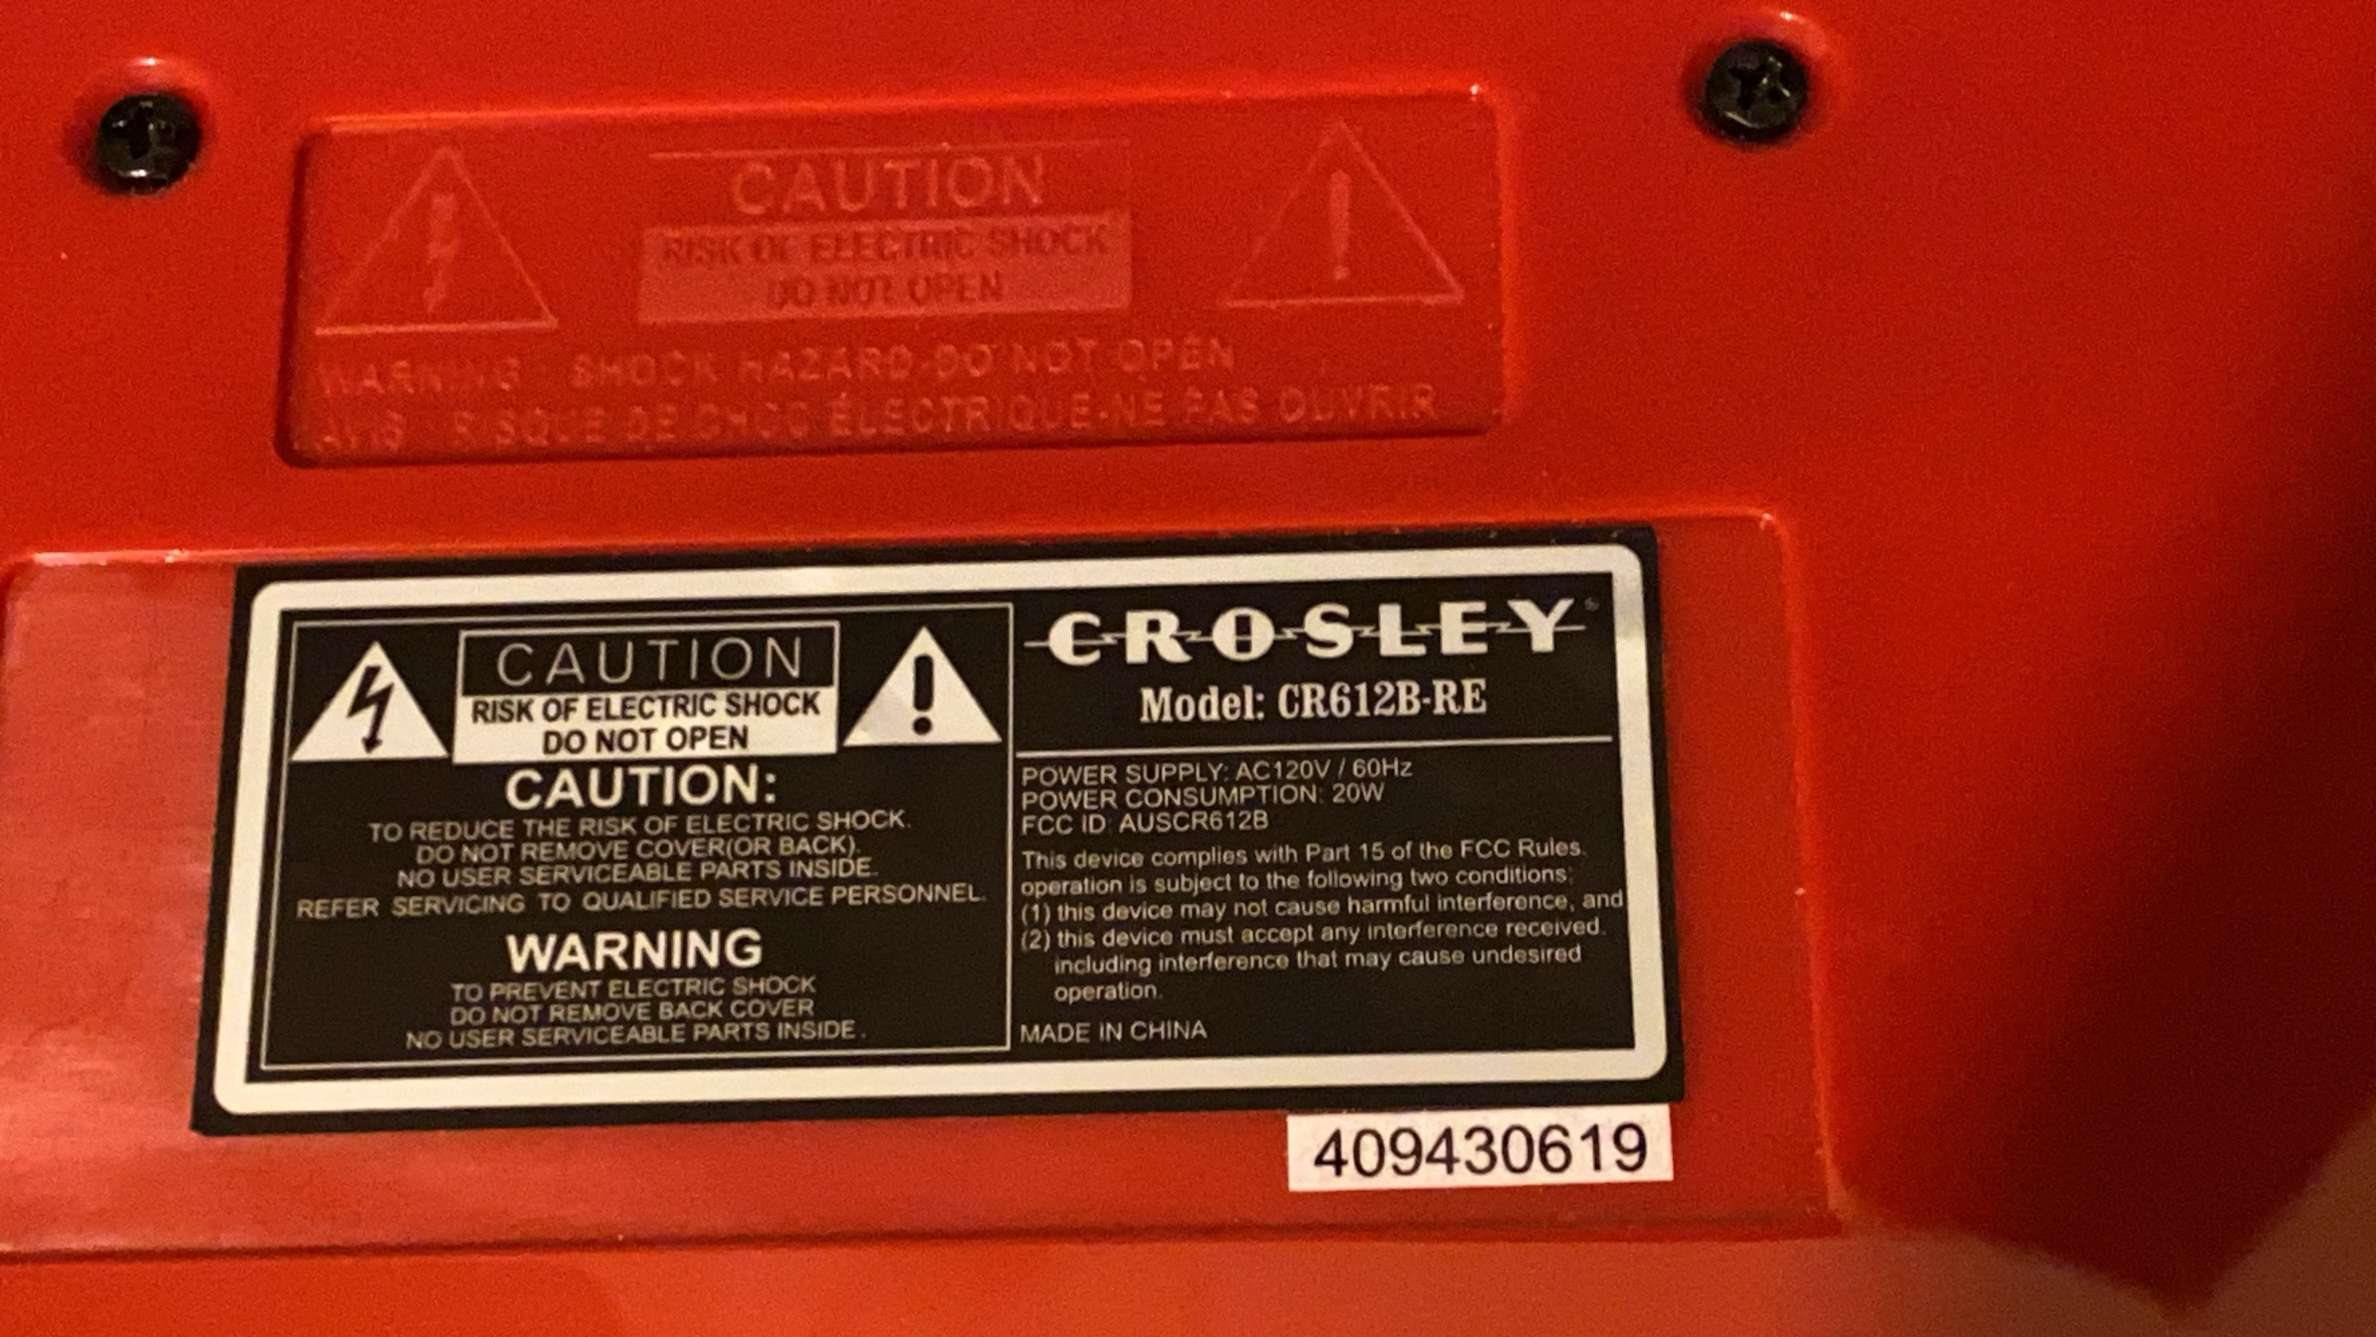 CAUTION
RISK OF ELECTRIC SHOCK
DO NOT OPEN
WARNING : SHOCK HAZARD-DO NOT OPEN
AVIS : RISQUE DE CHOC ÉLECTRIQUE-NE PAS OUVRIR
CAUTION
RISK OF ELECTRIC SHOCK
DO NOT OPEN
CAUTION:
TO REDUCE THE RISK OF ELECTRIC SHOCK.
DO NOT REMOVE COVER(OR BACK).
NO USER SERVICEABLE PARTS INSIDE.
REFER SERVICING TO QUALIFIED SERVICE PERSONNEL.
WARNING
TO PREVENT ELECTRIC SHOCK
DO NOT REMOVE BACK COVER
NO USER SERVICEABLE PARTS INSIDE.
CROSLEY®
Model: CR612B-RE
POWER SUPPLY: AC120V / 60Hz
POWER CONSUMPTION: 20W
FCC ID: AUSCR612B
This device complies with Part 15 of the FCC Rules.
operation is subject to the following two conditions;
(1) this device may not cause harmful interference, and
(2) this device must accept any interference received.
including interference that may cause undesired
operation.
MADE IN CHINA
409430619